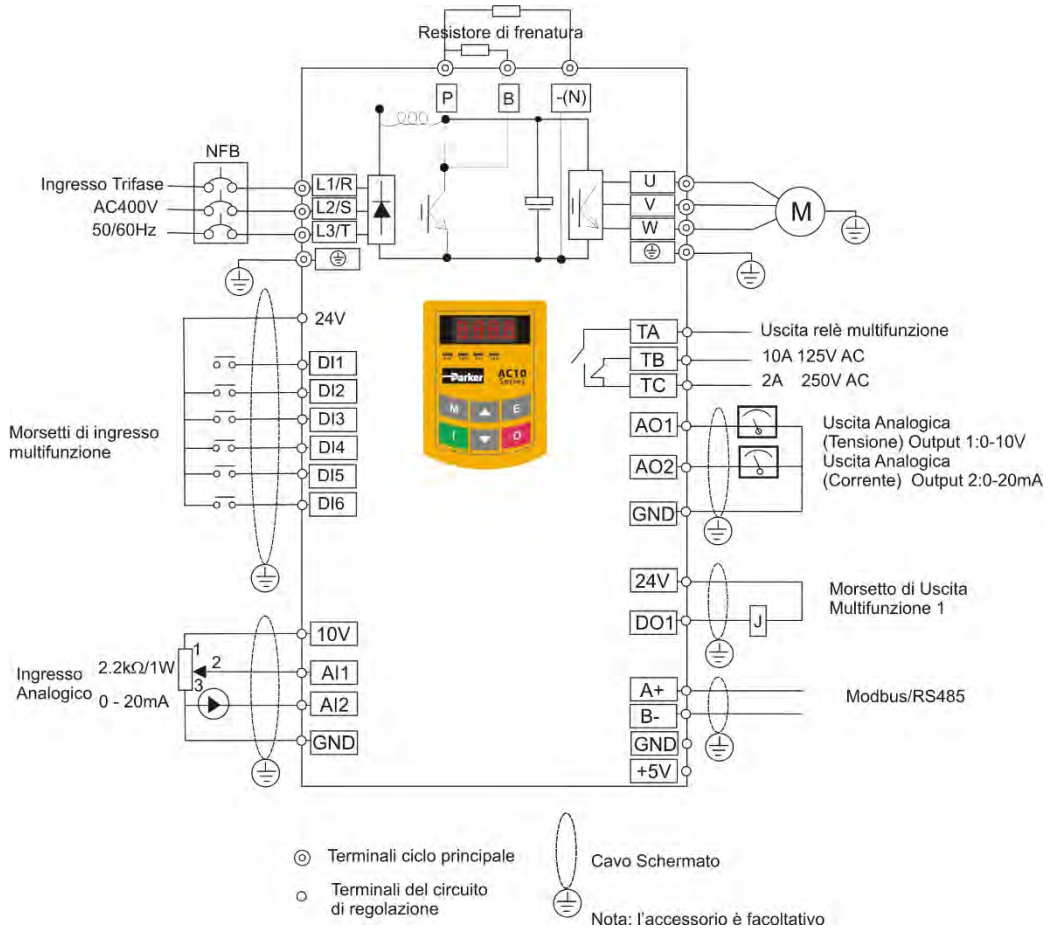 Resistore di frenatura
P
B
-(N)
NFB
Ingresso Trifase
AC400V
50/60Hz
L1/R
L2/S
L3/T
U
V
W
M
24V
DI1
DI2
DI3
DI4
DI5
DI6
Morsetti di ingresso
multifunzione
Parker
AC10
Series
M
E
I
O
TA
TB
TC
Uscita relè multifunzione
10A 125V AC
2A 250V AC
AO1
AO2
GND
Uscita Analogica
(Tensione) Output 1:0-10V
Uscita Analogica
(Corrente) Output 2:0-20mA
24V
DO1
J
Morsetto di Uscita
Multifunzione 1
10V
AI1
AI2
GND
1
2
3
2.2kΩ/1W
0 - 20mA
Ingresso
Analogico
A+
B-
GND
+5V
Modbus/RS485
Terminali ciclo principale
Terminali del circuito
di regolazione
Cavo Schermato
Nota: l'accessorio è facoltativo